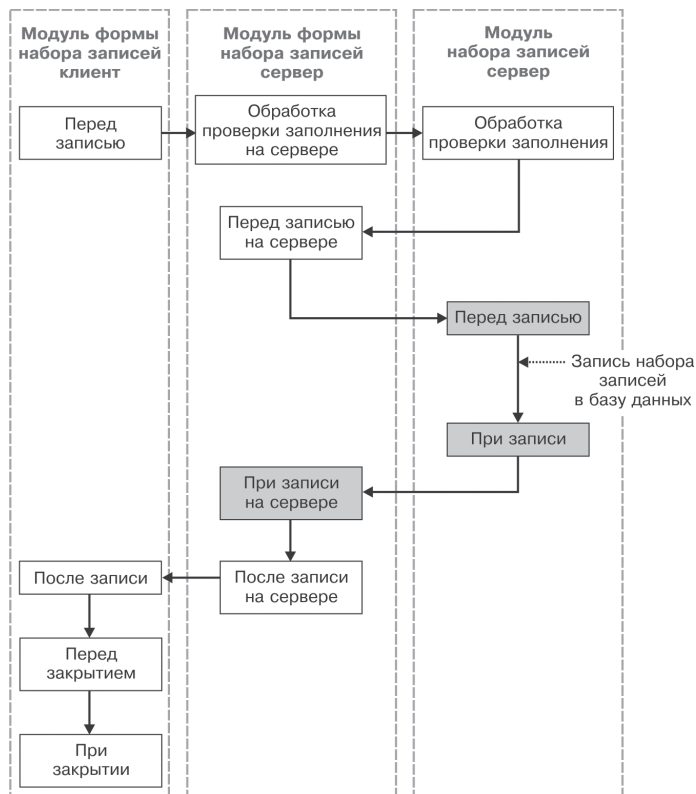 Модуль формы
набора записей
клиент
Модуль формы
набора записей
сервер
Модуль
набора записей
сервер
Перед
записью
Обработка
проверки заполнения
на сервере
Обработка
проверки заполнения
Перед записью
на сервере
Перед записью
Запись набора
записей
в базу данных
При записи
При записи
на сервере
После записи
После записи
на сервере
Перед
закрытием
При
закрытии